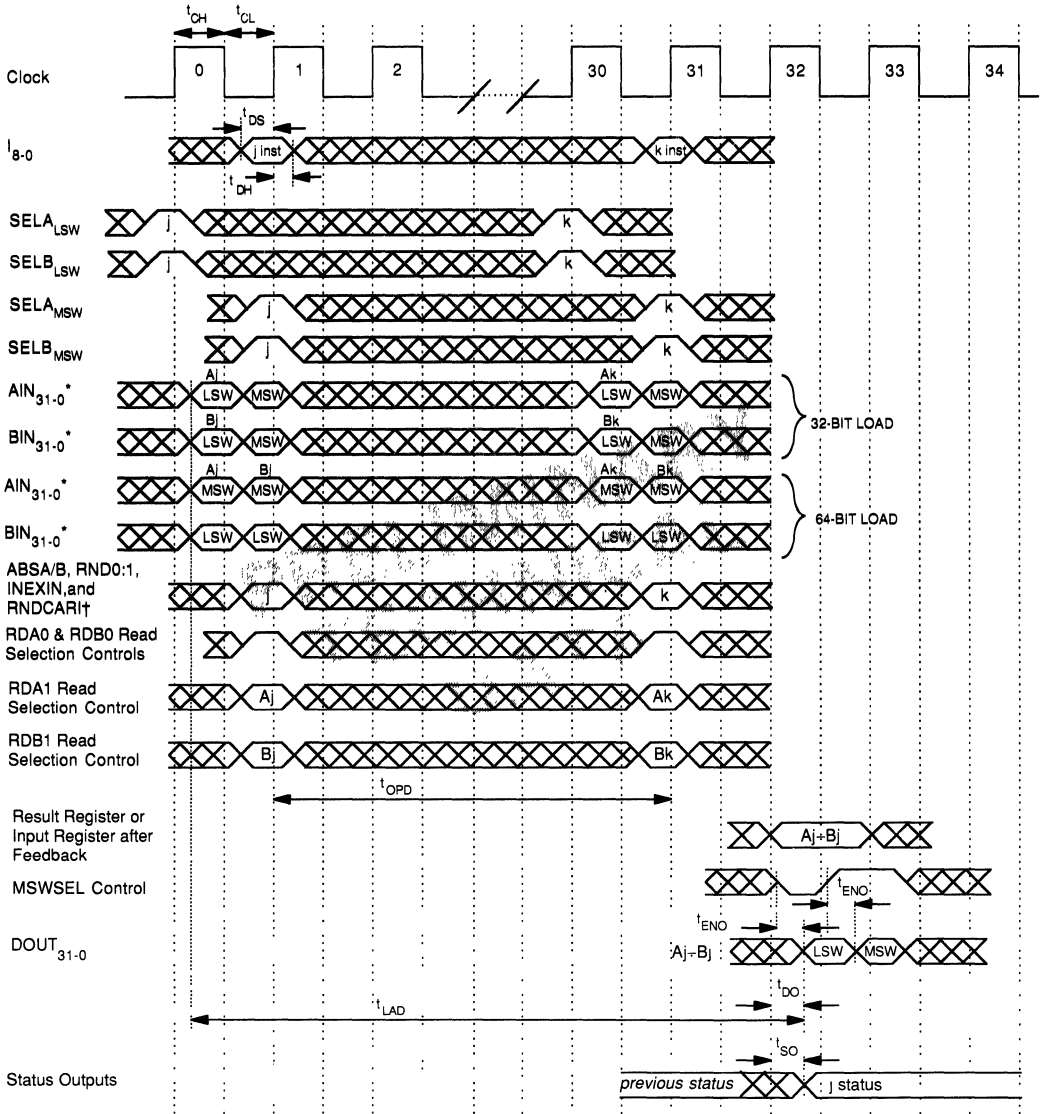 tCH tCL
Clock 0 1 2 30 31 32 33 34
tDS
I8-0 j inst k inst
tDH
SELALSW j k
SELBLSW j k
SELAMSW j k
SELBMSW j k
Aj Ak
AIN31-0* LSW MSW LSW MSW
Bj Bk
BIN31-0* LSW MSW LSW MSW
32-BIT LOAD
Aj Bj Ak Bk
AIN31-0* MSW MSW MSW MSW
BIN31-0* LSW LSW LSW LSW
64-BIT LOAD
ABSA/B, RND0:1,
INEXIN,and
RNDCARI† j k
RDA0 & RDB0 Read
Selection Controls
RDA1 Read
Selection Control Aj Ak
RDB1 Read
Selection Control Bj Bk
tOPD
Result Register or
Input Register after
Feedback Aj÷Bj
MSWSEL Control
tENO
tENO
DOUT31-0 Aj÷Bj LSW MSW
tDO
tLAD
tSO
Status Outputs previous status j status